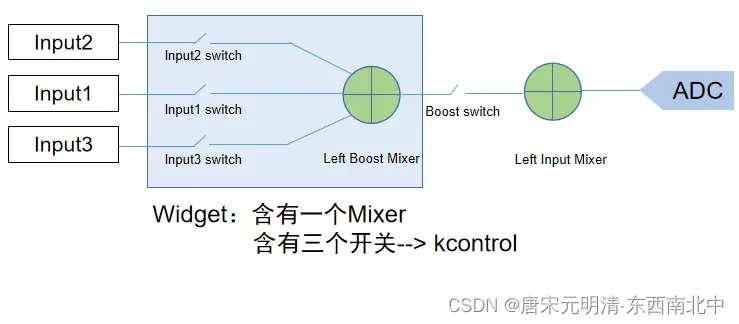 Input2
Input2 switch
Input1
ADC
Input1 switch
Boost switch
Input3
Input3 switch
Left Boost Mixer
Left Input Mixer
Widget：含有一个Mixer
含有三个开关--> kcontrol
CSDN @唐宋元明清-东西南北中